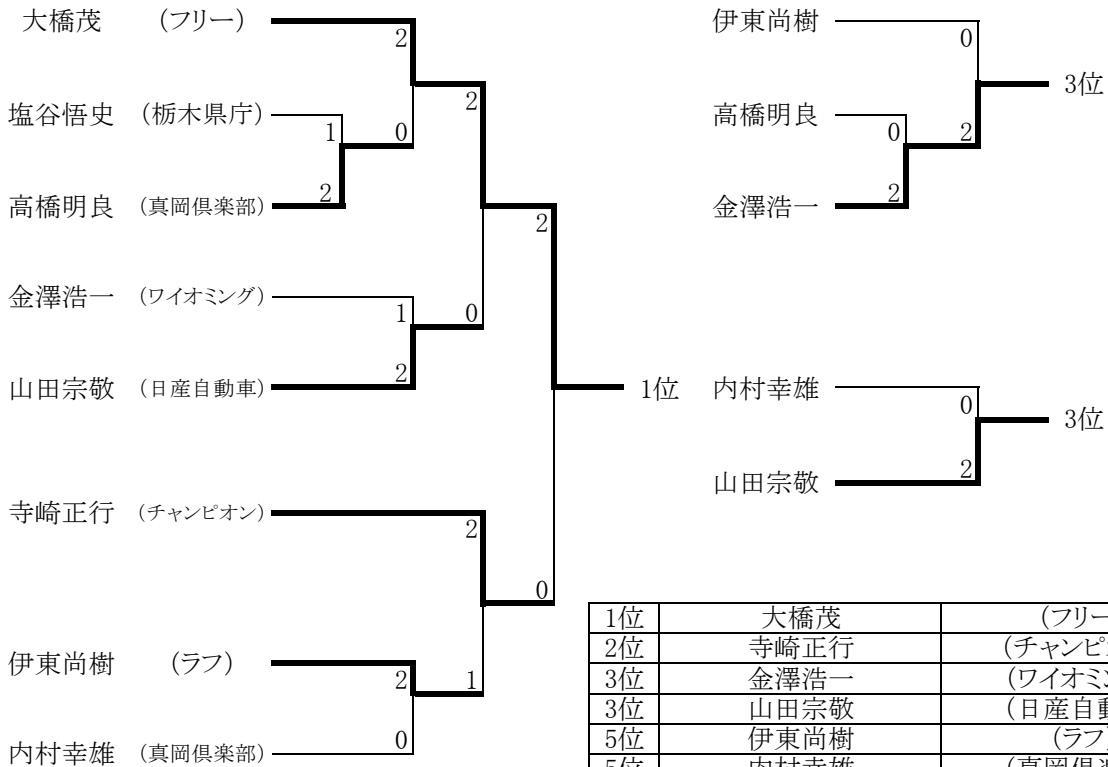 大橋茂 (フリー)
2
塩谷悟史 (栃木県庁)
1
0
2
高橋明良 (真岡倶楽部)
2
金澤浩一 (ワイオミング)
1
0
2
山田宗敬 (日産自動車)
2
1位
寺崎正行 (チャンピオン)
2
0
伊東尚樹 (ラフ)
2
1
内村幸雄 (真岡倶楽部)
0
伊東尚樹
0
3位
高橋明良
0
2
金澤浩一
2
内村幸雄
0
3位
山田宗敬
2
1位 大橋茂 (フリー
2位 寺崎正行 (チャンピ
3位 金澤浩一 (ワイオミ
3位 山田宗敬 (日産自
5位 伊東尚樹 (ラフ